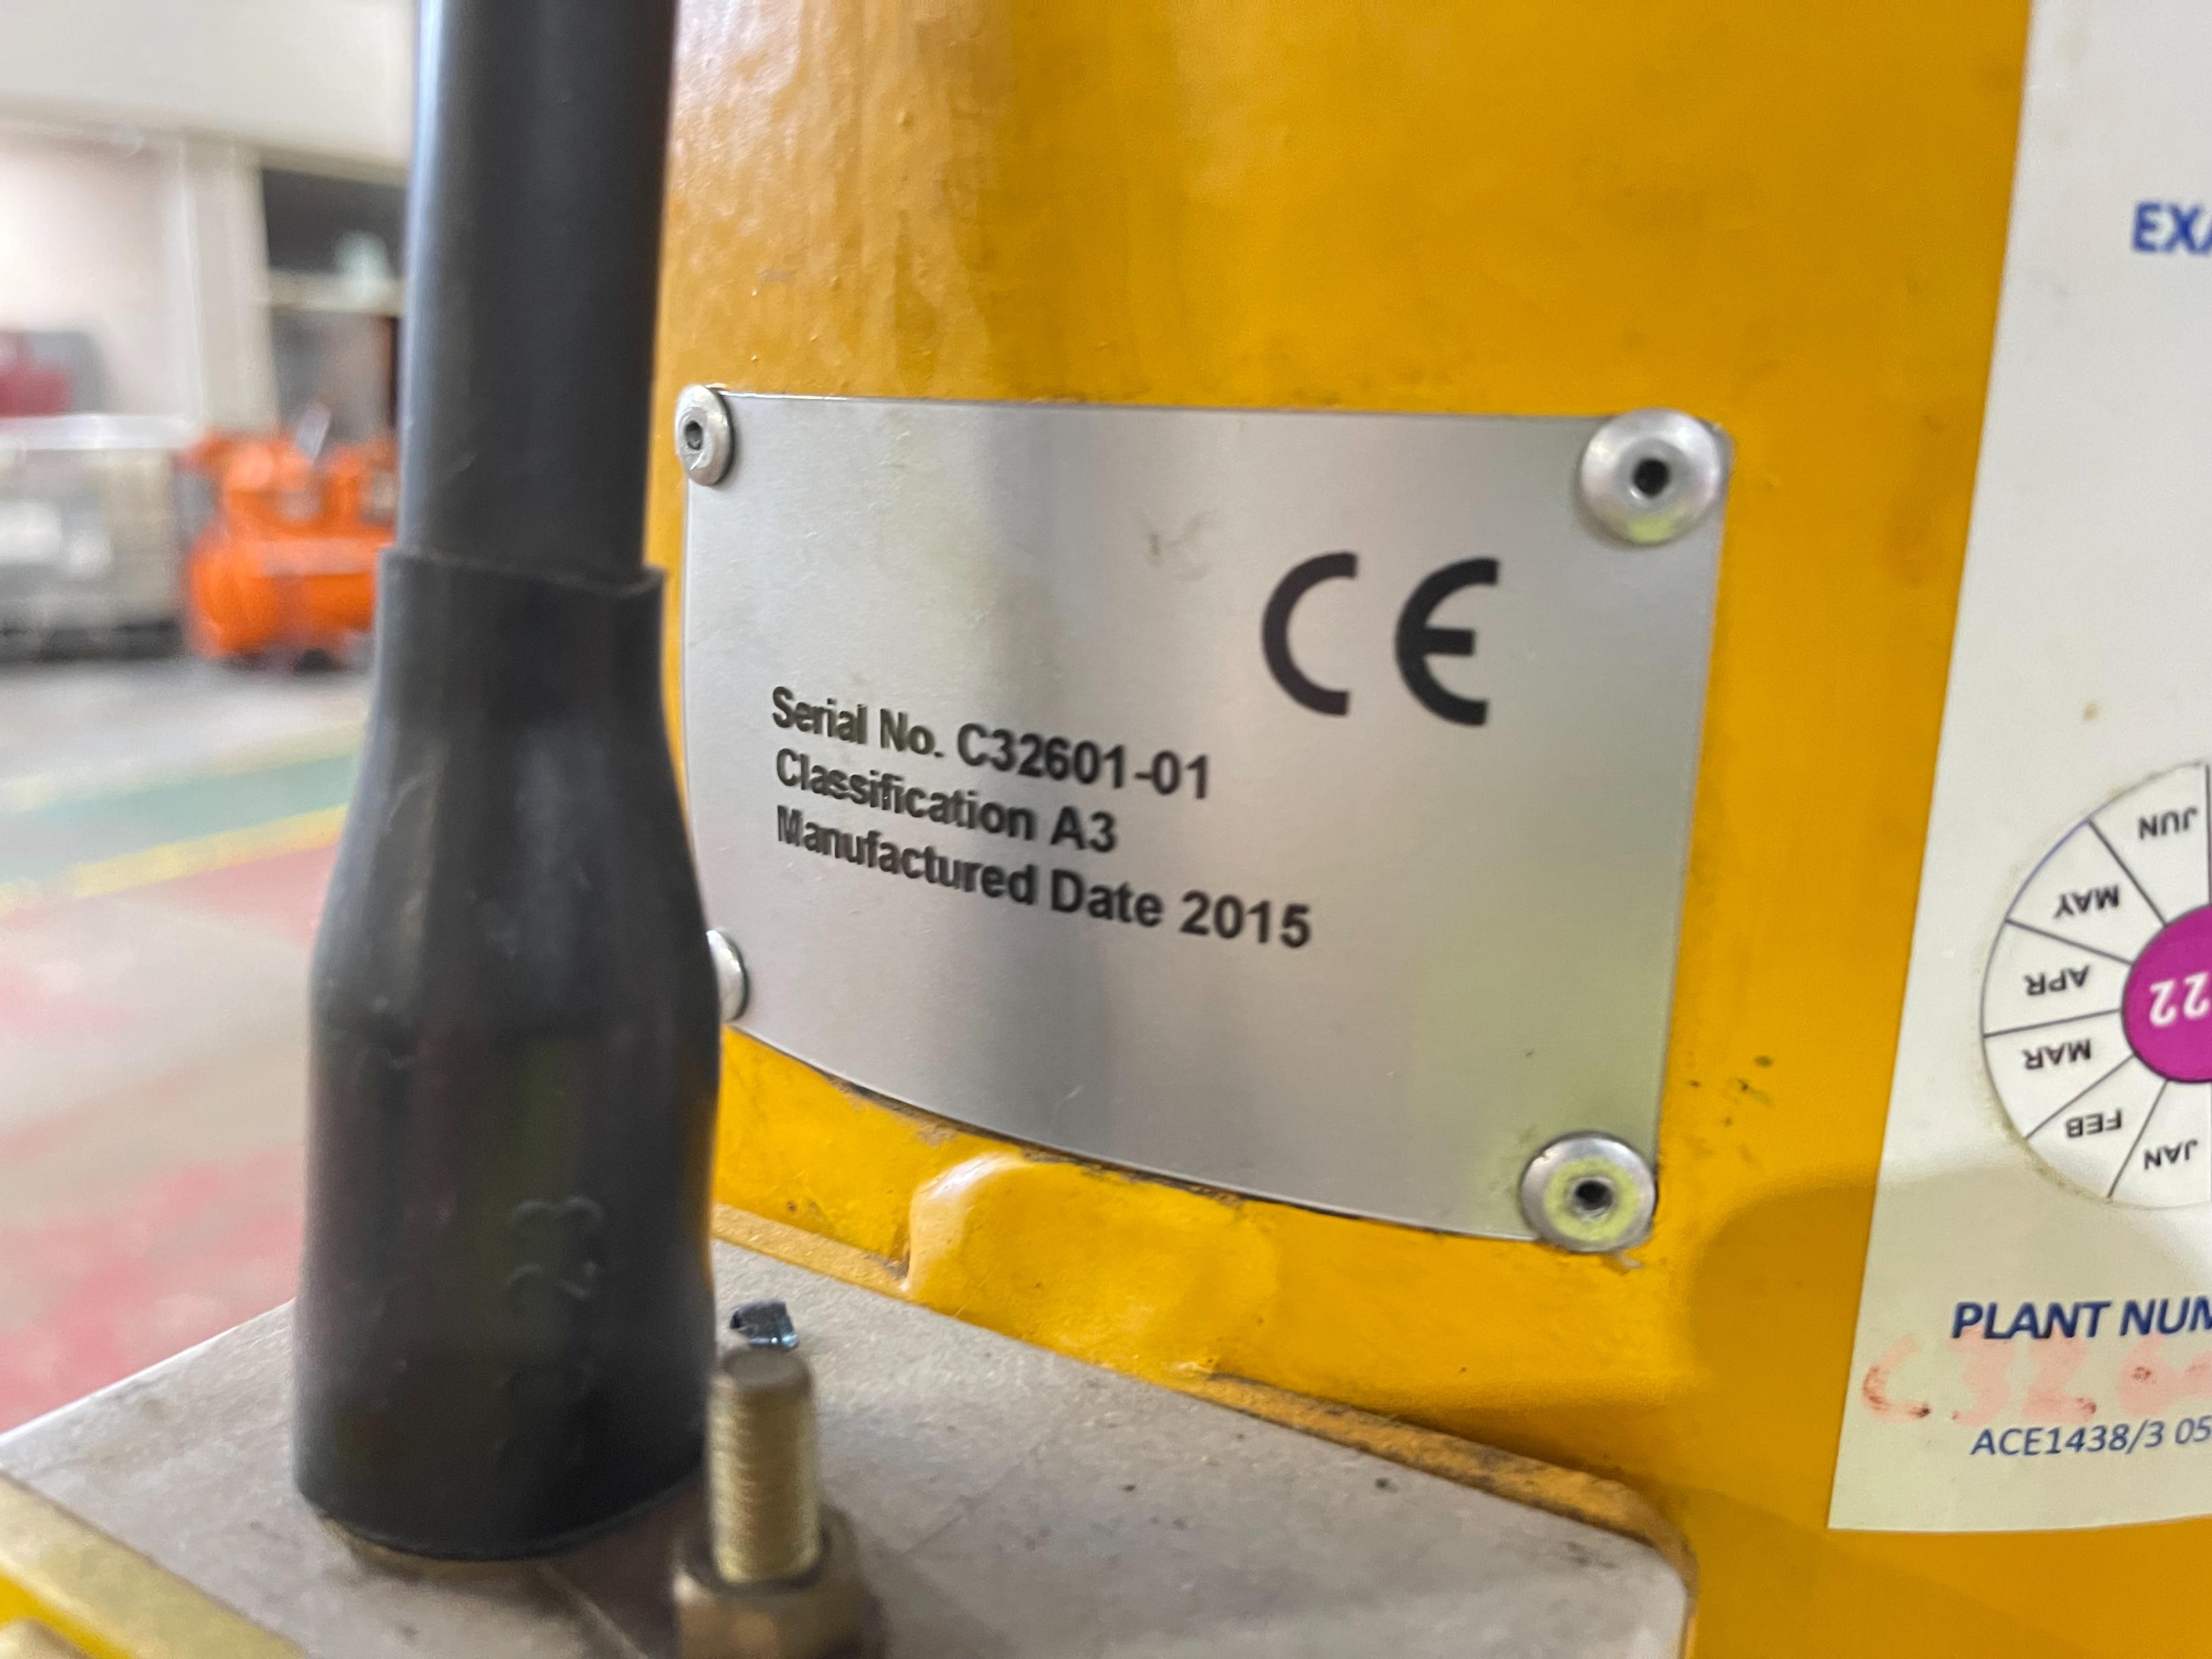 CE
Serial No. C32601-01
Classification A3
Manufactured Date 2015
EXA
JUN
MAY
APR
MAR
FEB
JAN
22
PLANT NUM
C326
ACE1438/3 05